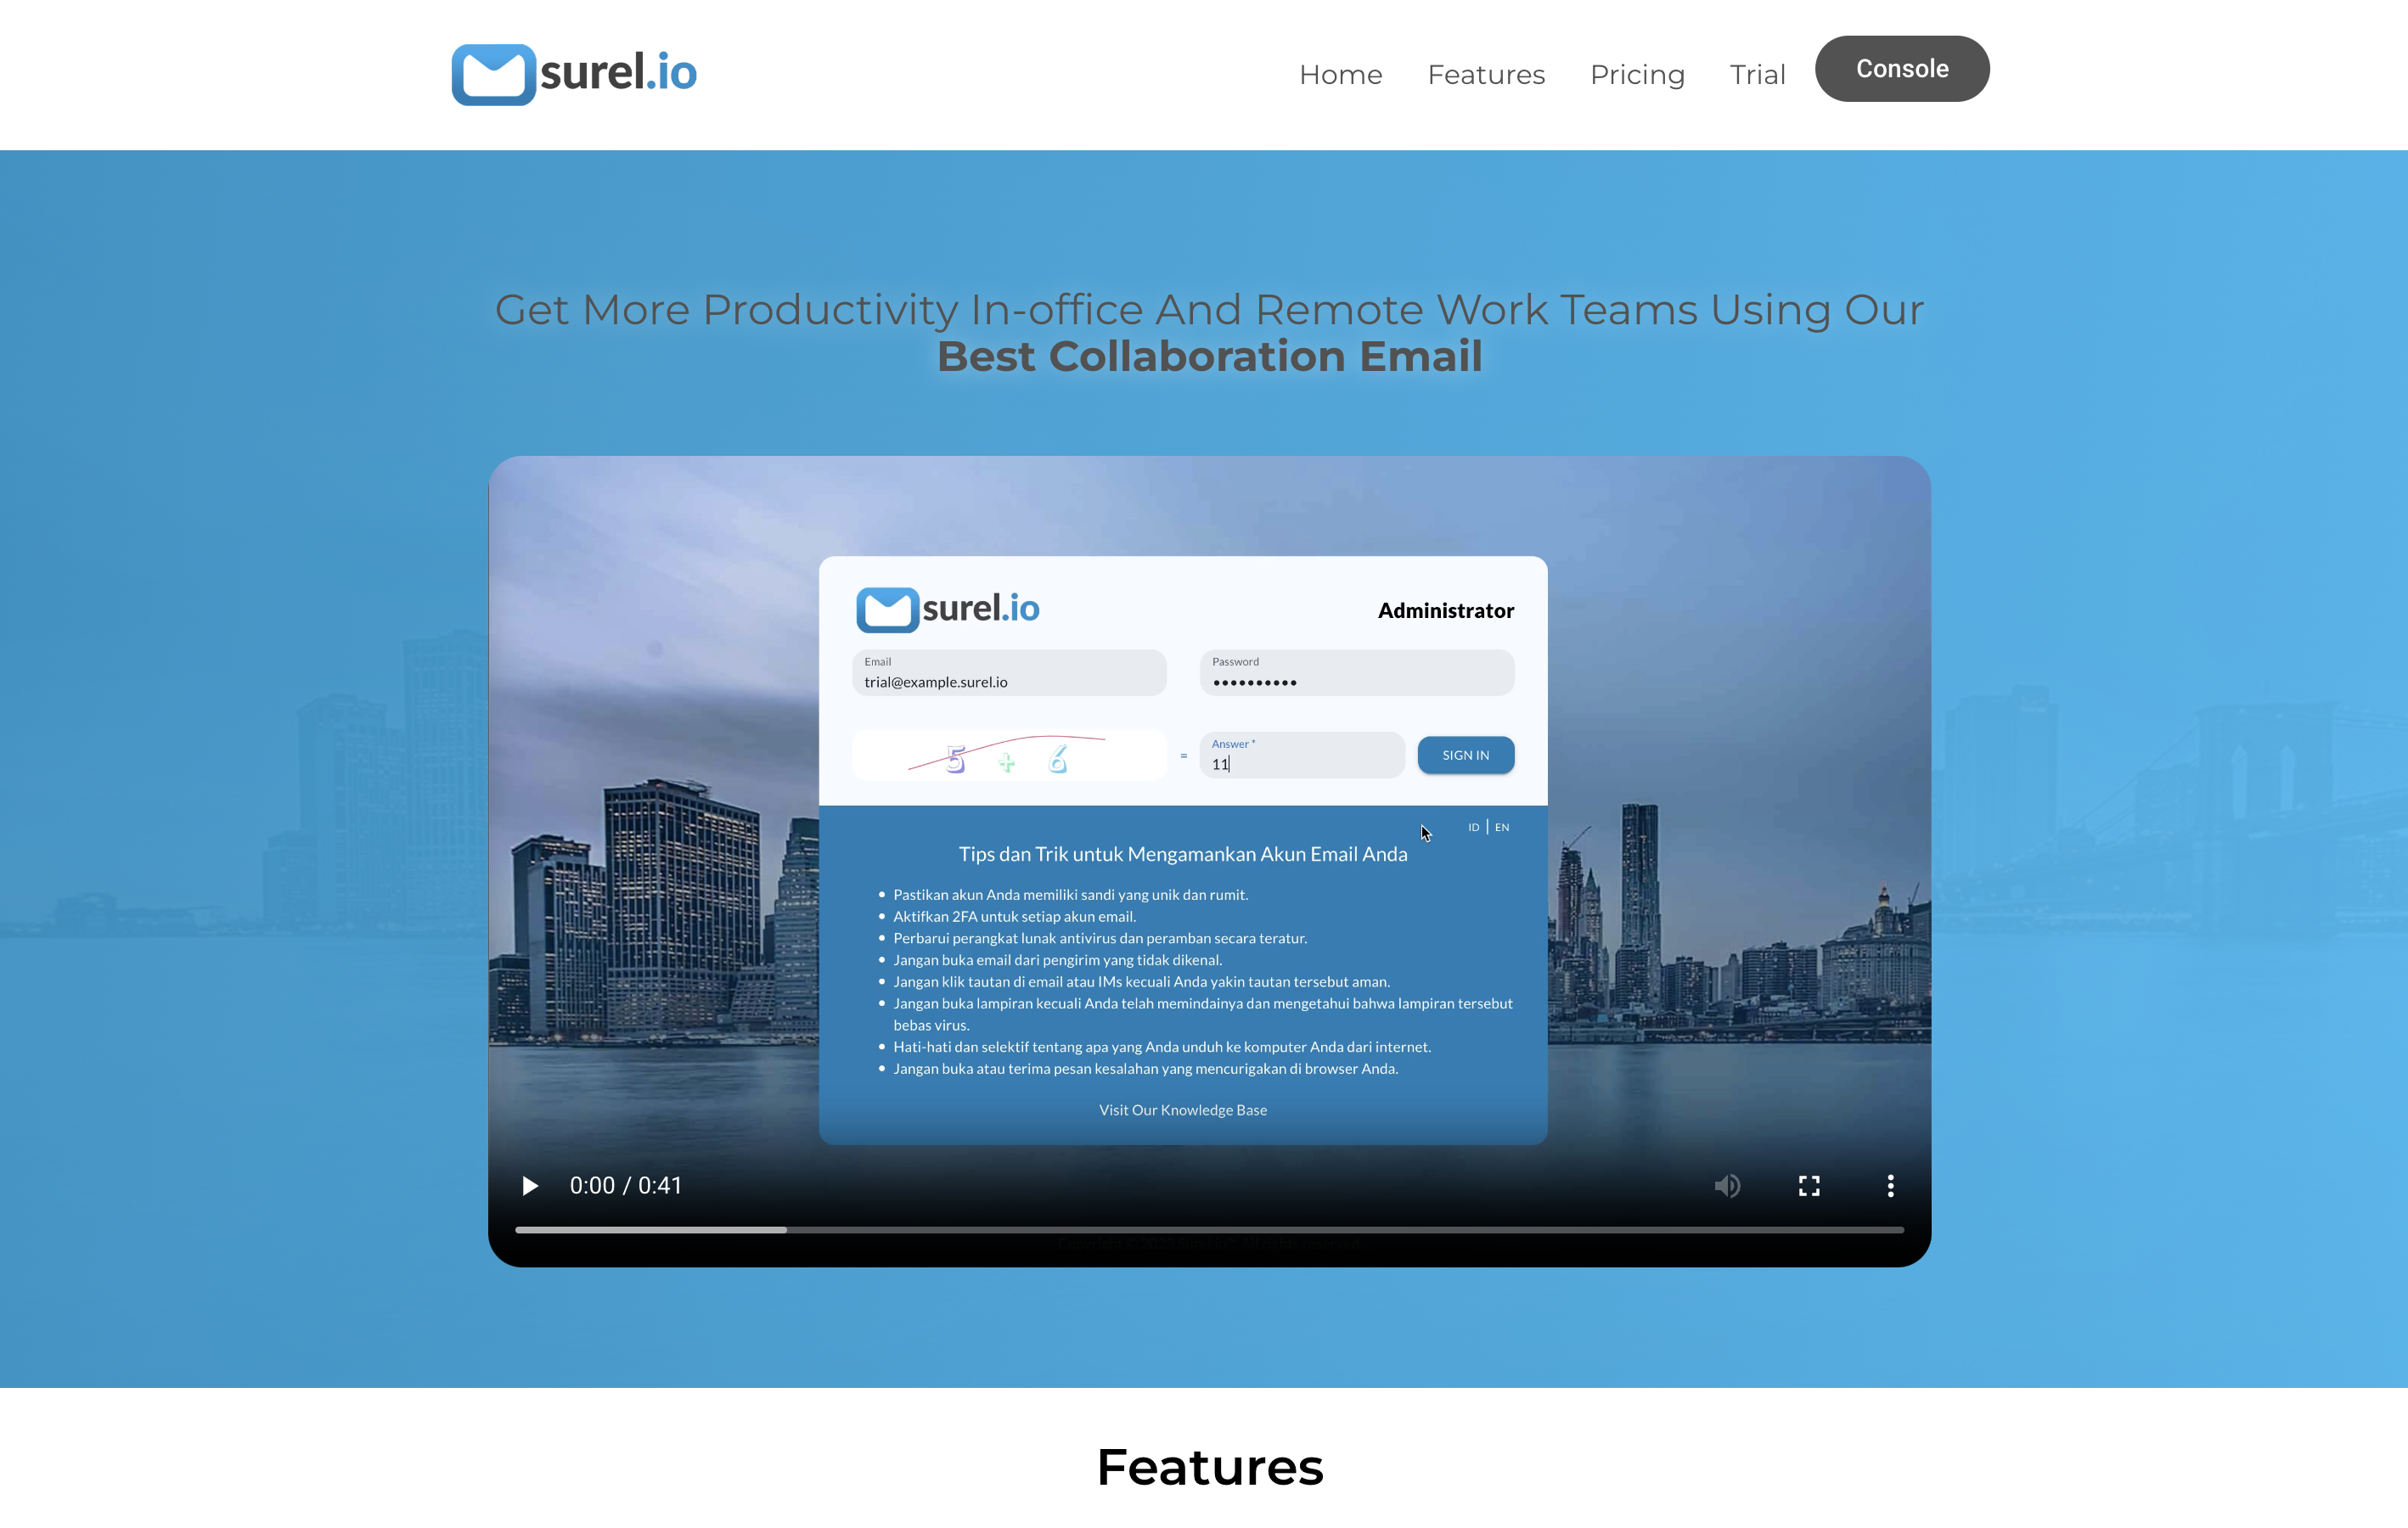 surel.io
Home Features Pricing Trial Console
Get More Productivity In-office And Remote Work Teams Using Our
Best Collaboration Email
surel.io
Administrator
Email
trial@example.surel.io
Password
••••••••••
5 + 6
=
Answer *
11
SIGN IN
ID | EN
Tips dan Trik untuk Mengamankan Akun Email Anda
• Pastikan akun Anda memiliki sandi yang unik dan rumit.
• Aktifkan 2FA untuk setiap akun email.
• Perbarui perangkat lunak antivirus dan peramban secara teratur.
• Jangan buka email dari pengirim yang tidak dikenal.
• Jangan klik tautan di email atau IMs kecuali Anda yakin tautan tersebut aman.
• Jangan buka lampiran kecuali Anda telah memindainya dan mengetahui bahwa lampiran tersebut
bebas virus.
• Hati-hati dan selektif tentang apa yang Anda unduh ke komputer Anda dari internet.
• Jangan buka atau terima pesan kesalahan yang mencurigakan di browser Anda.
Visit Our Knowledge Base
0:00 / 0:41
Features